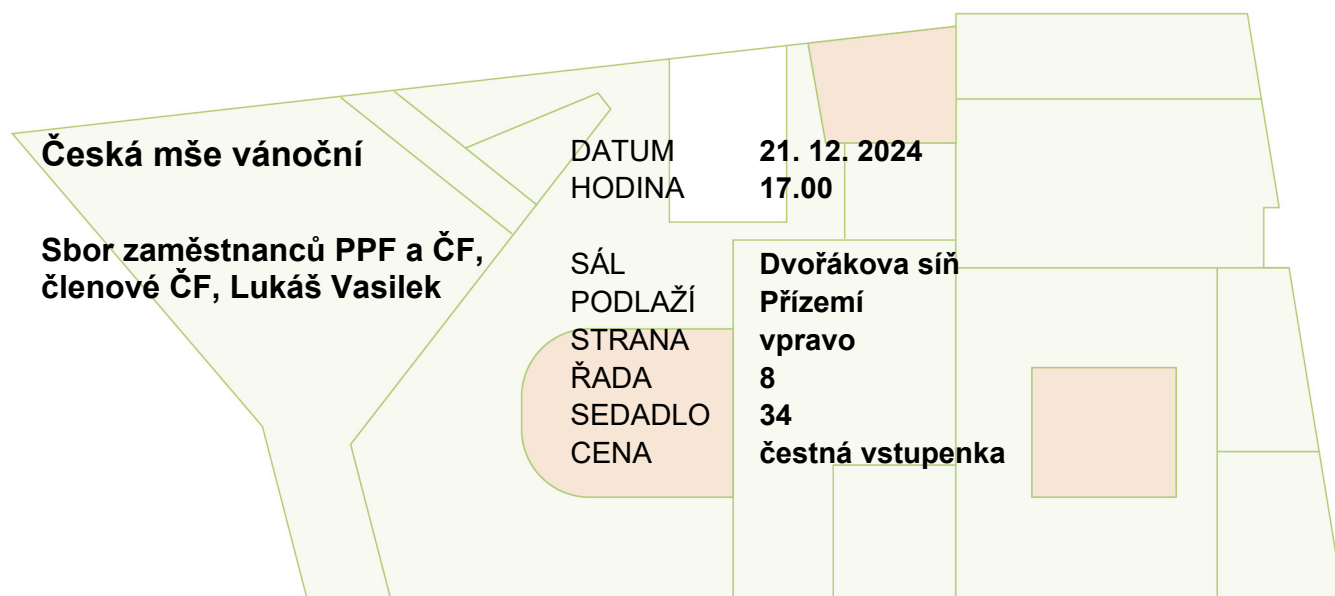 Česká mše vánoční
Sbor zaměstnanců PPF a ČF,
členové ČF, Lukáš Vasilek
DATUM 21. 12. 2024
HODINA 17.00
SÁL Dvořákova síň
PODLAŽÍ Přízemí
STRANA vpravo
ŘADA 8
SEDADLO 34
CENA čestná vstupenka